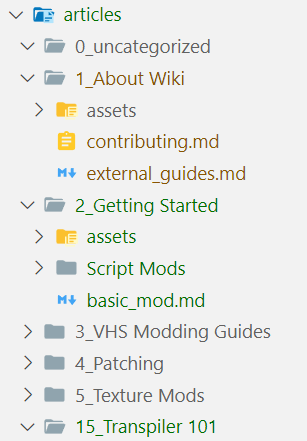 articles
0_uncategorized
1_About Wiki
assets
contributing.md
external_guides.md
2_Getting Started
assets
Script Mods
basic_mod.md
3_VHS Modding Guides
4_Patching
5_Texture Mods
15_Transpiler 101